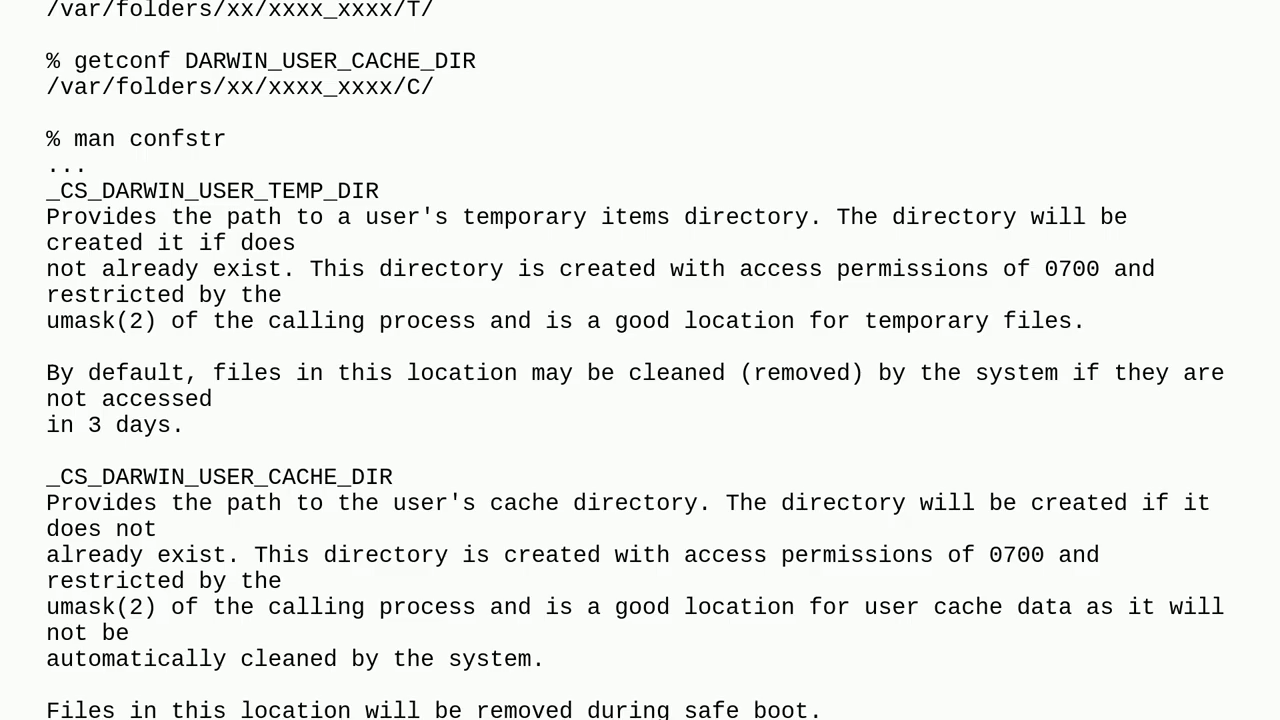 /var/folders/xx/xxxx_xxxx/T/
% getconf DARWIN_USER_CACHE_DIR
/var/folders/xx/xxxx_xxxx/C/
% man confstr
...
_CS_DARWIN_USER_TEMP_DIR
Provides the path to a user's temporary items directory. The directory will be
created it if does
not already exist. This directory is created with access permissions of 0700 and
restricted by the
umask(2) of the calling process and is a good location for temporary files.
By default, files in this location may be cleaned (removed) by the system if they are
not accessed
in 3 days.
_CS_DARWIN_USER_CACHE_DIR
Provides the path to the user's cache directory. The directory will be created if it
does not
already exist. This directory is created with access permissions of 0700 and
restricted by the
umask(2) of the calling process and is a good location for user cache data as it will
not be
automatically cleaned by the system.
Files in this location will be removed during safe boot.